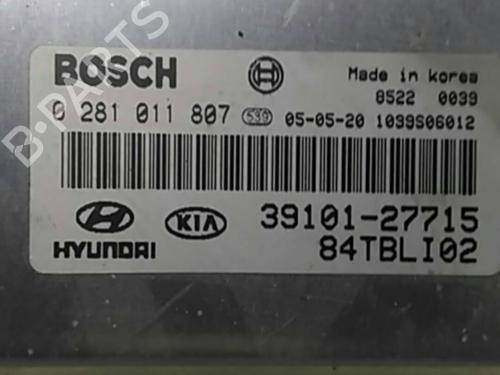 BOSCH Made in korea
8522 0039
0 281 011 807 539 05-05-20 1039S06012
HYUNDAI KIA 39101-27715
84TBLI02
B-PARTS